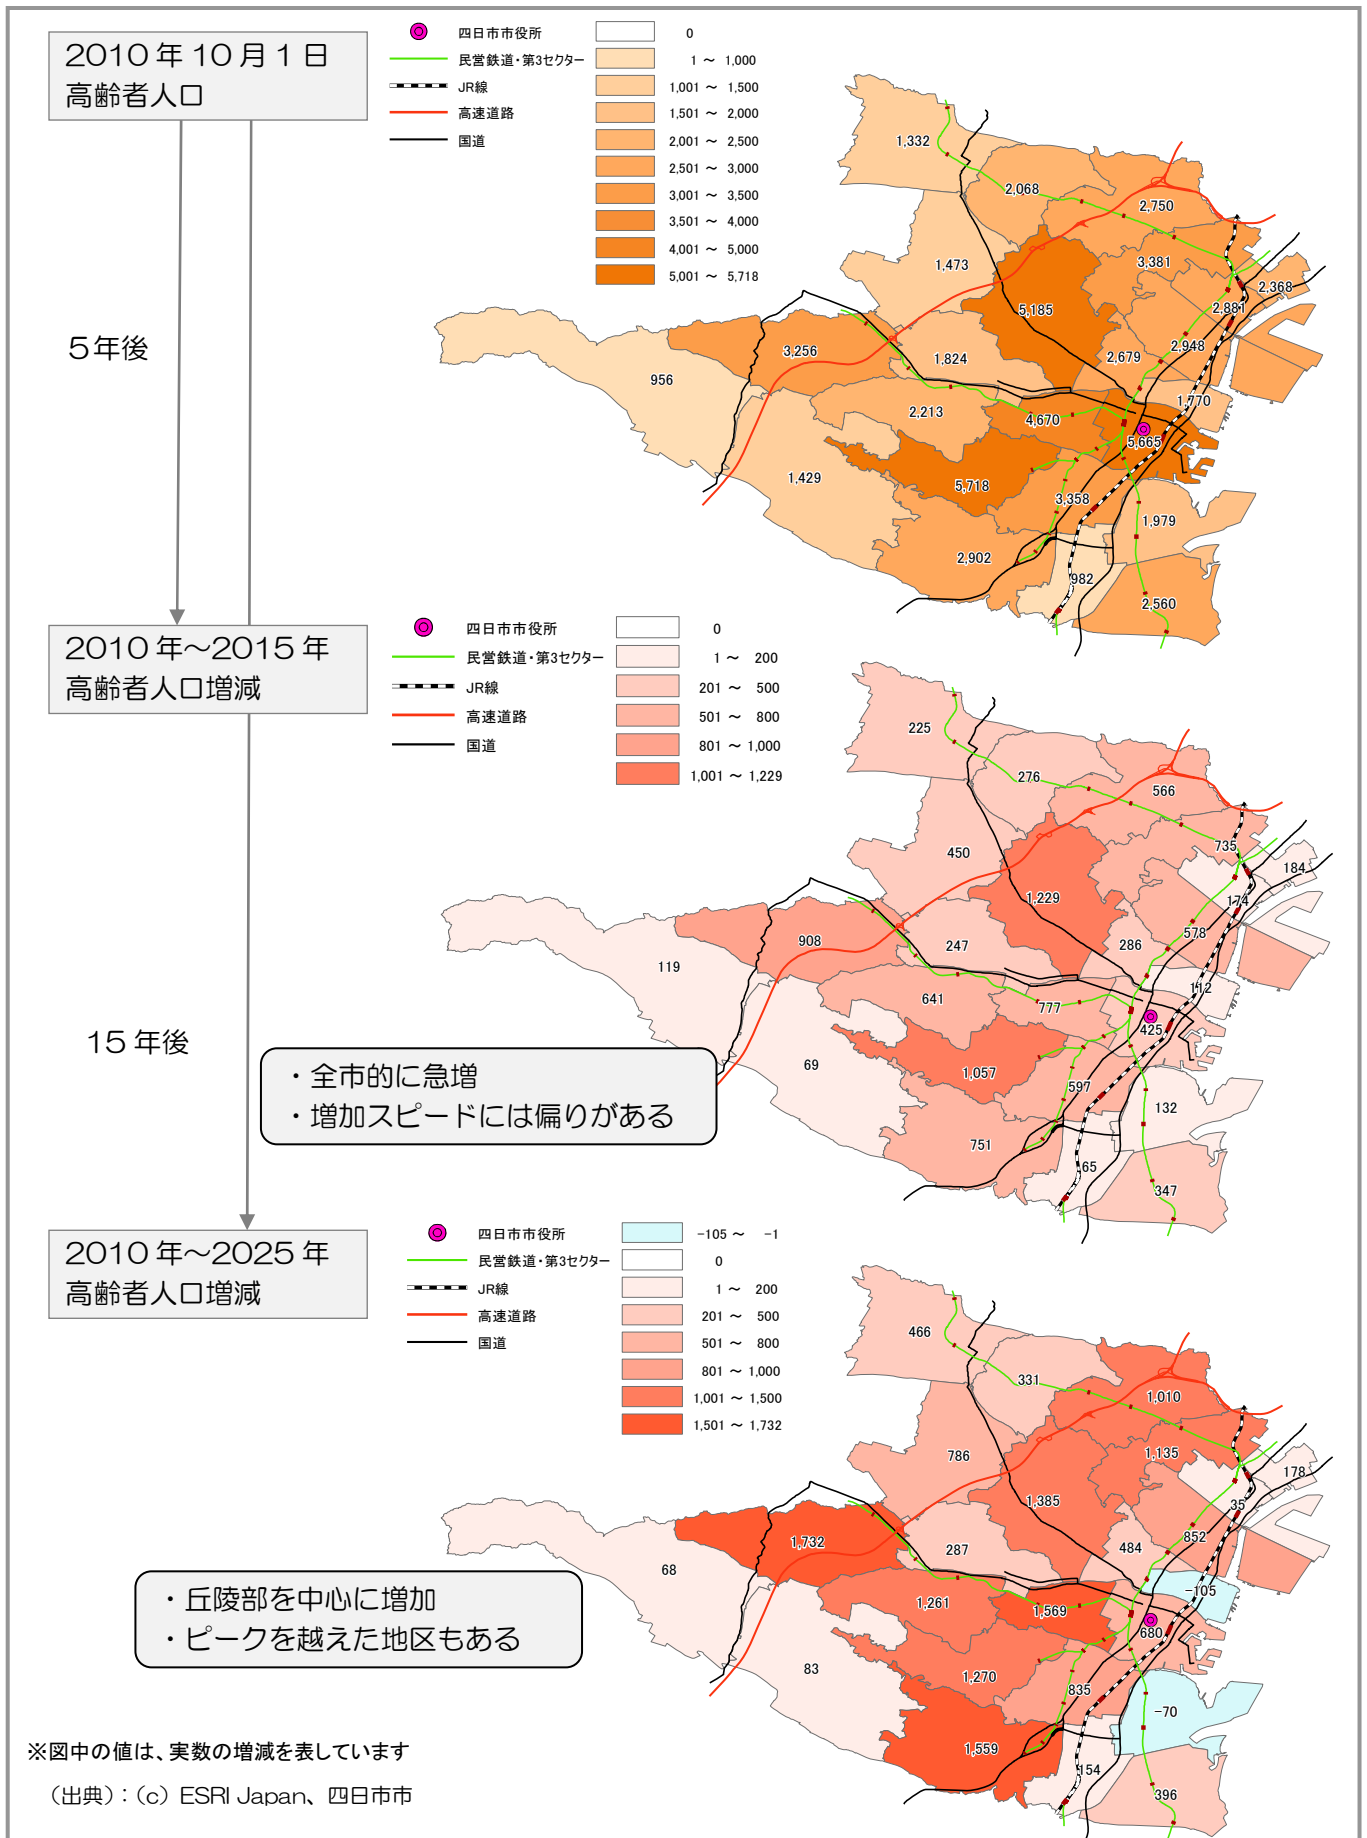 2010年10月1日
高齢者人口
四日市市役所
民営鉄道・第3セクター
JR線
高速道路
国道
0
1 ～ 1,000
1,001 ～ 1,500
1,501 ～ 2,000
2,001 ～ 2,500
2,501 ～ 3,000
3,001 ～ 3,500
3,501 ～ 4,000
4,001 ～ 5,000
5,001 ～ 5,718
1,332
2,068
2,750
1,473
3,381
2,368
5,185
2,881
3,256
1,824
2,679
2,948
956
2,213
4,670
1,770
5,665
1,429
5,718
3,358
1,979
2,902
982
2,560
5年後
2010年～2015年
高齢者人口増減
四日市市役所
民営鉄道・第3セクター
JR線
高速道路
国道
0
1 ～ 200
201 ～ 500
501 ～ 800
801 ～ 1,000
1,001 ～ 1,229
225
276
566
450
735
184
1,229
174
908
247
286
578
119
641
777
112
425
69
1,057
597
132
751
65
347
15年後
・全市的に急増
・増加スピードには偏りがある
2010年～2025年
高齢者人口増減
四日市市役所
民営鉄道・第3セクター
JR線
高速道路
国道
-105 ～ -1
0
1 ～ 200
201 ～ 500
501 ～ 800
801 ～ 1,000
1,001 ～ 1,500
1,501 ～ 1,732
466
331
1,010
786
1,135
178
1,385
35
1,732
287
484
852
68
1,261
1,569
-105
680
83
1,270
835
-70
1,559
154
396
・丘陵部を中心に増加
・ピークを越えた地区もある
※図中の値は、実数の増減を表しています
（出典）：(c) ESRI Japan、四日市市